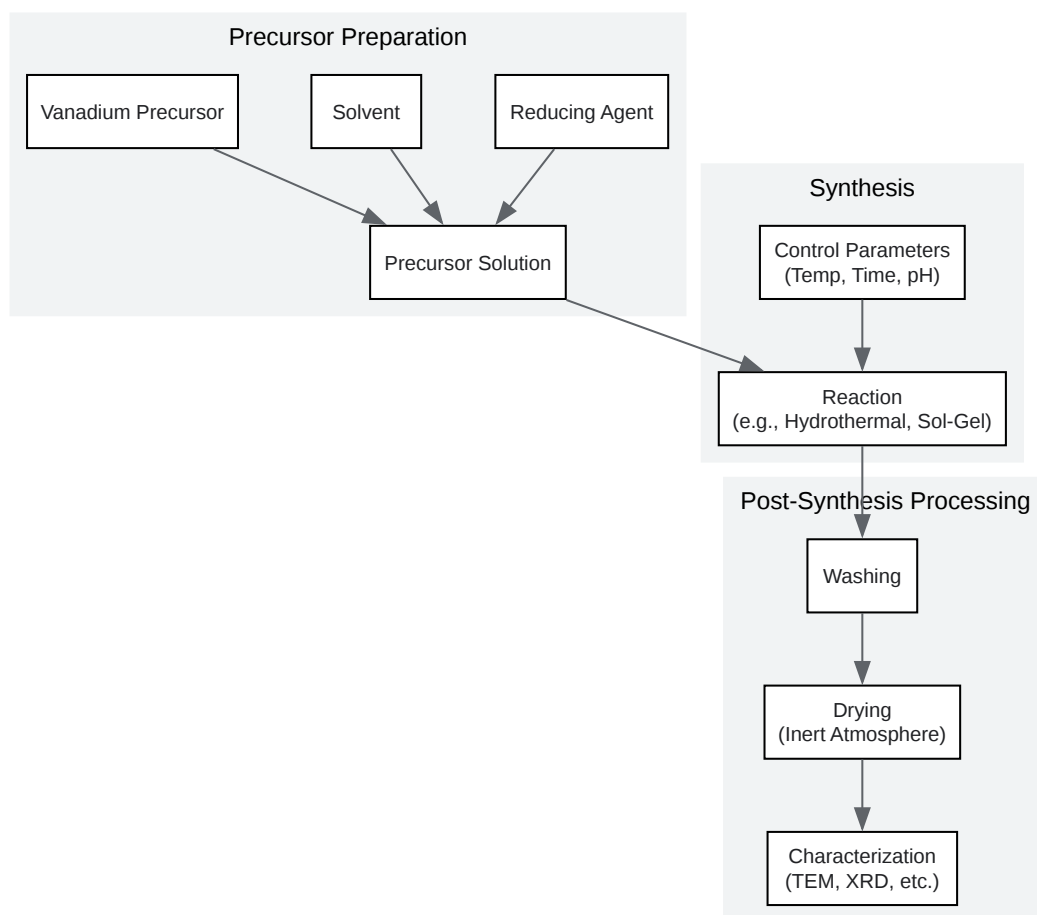 Precursor Preparation
Vanadium Precursor
Solvent
Reducing Agent
Precursor Solution
Synthesis
Control Parameters
(Temp, Time, pH)
Reaction
(e.g., Hydrothermal, Sol-Gel)
Post-Synthesis Processing
Washing
Drying
(Inert Atmosphere)
Characterization
(TEM, XRD, etc.)